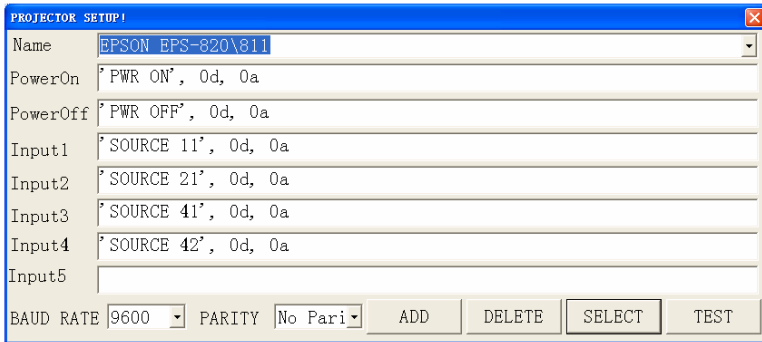 PROJECTOR SETUP!
Name EPSON EPS-820\811
PowerOn 'PWR ON', 0d, 0a
PowerOff 'PWR OFF', 0d, 0a
Input1 'SOURCE 11', 0d, 0a
Input2 'SOURCE 21', 0d, 0a
Input3 'SOURCE 41', 0d, 0a
Input4 'SOURCE 42', 0d, 0a
Input5
BAUD RATE 9600 PARITY No Pari ADD DELETE SELECT TEST